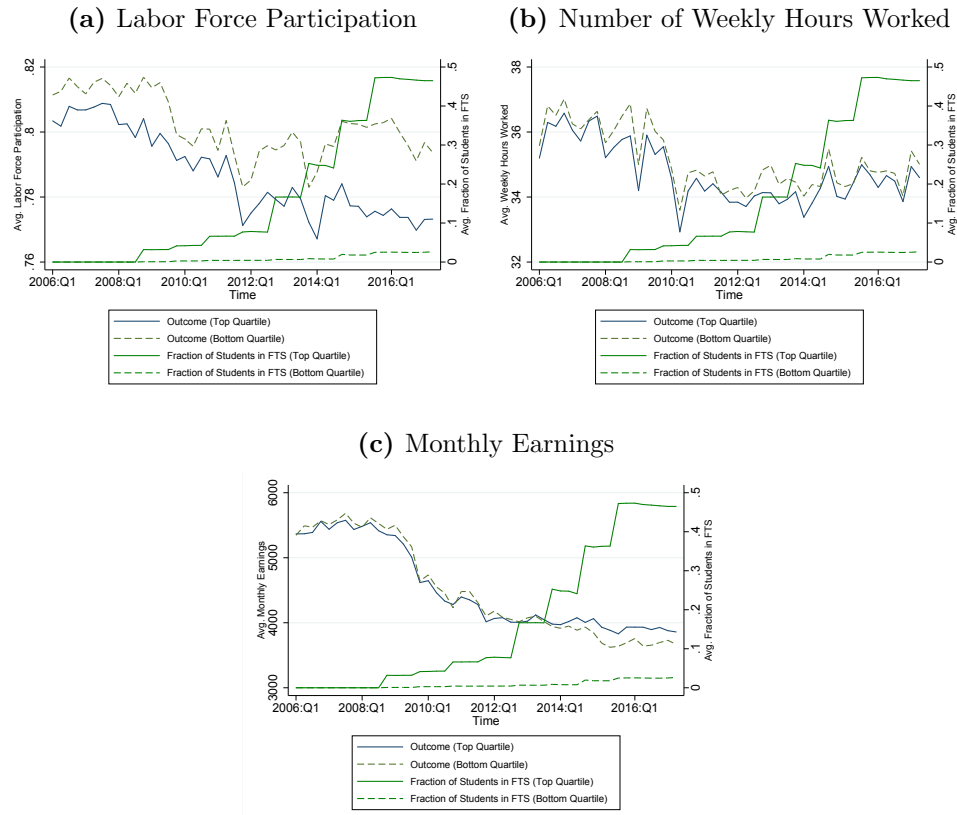 (a) Labor Force Participation
.82
.8
.78
.76
Avg. Labor Force Participation
.5
.4
.3
.2
.1
0
Avg. Fraction of Students in FTS
2006:Q1 2008:Q1 2010:Q1 2012:Q1 2014:Q1 2016:Q1
Time
Outcome (Top Quartile)
Outcome (Bottom Quartile)
Fraction of Students in FTS (Top Quartile)
Fraction of Students in FTS (Bottom Quartile)
(b) Number of Weekly Hours Worked
38
36
34
32
Avg. Weekly Hours Worked
.5
.4
.3
.2
.1
0
Avg. Fraction of Students in FTS
2006:Q1 2008:Q1 2010:Q1 2012:Q1 2014:Q1 2016:Q1
Time
Outcome (Top Quartile)
Outcome (Bottom Quartile)
Fraction of Students in FTS (Top Quartile)
Fraction of Students in FTS (Bottom Quartile)
(c) Monthly Earnings
6000
5000
4000
3000
Avg. Monthly Earnings
.5
.4
.3
.2
.1
0
Avg. Fraction of Students in FTS
2006:Q1 2008:Q1 2010:Q1 2012:Q1 2014:Q1 2016:Q1
Time
Outcome (Top Quartile)
Outcome (Bottom Quartile)
Fraction of Students in FTS (Top Quartile)
Fraction of Students in FTS (Bottom Quartile)